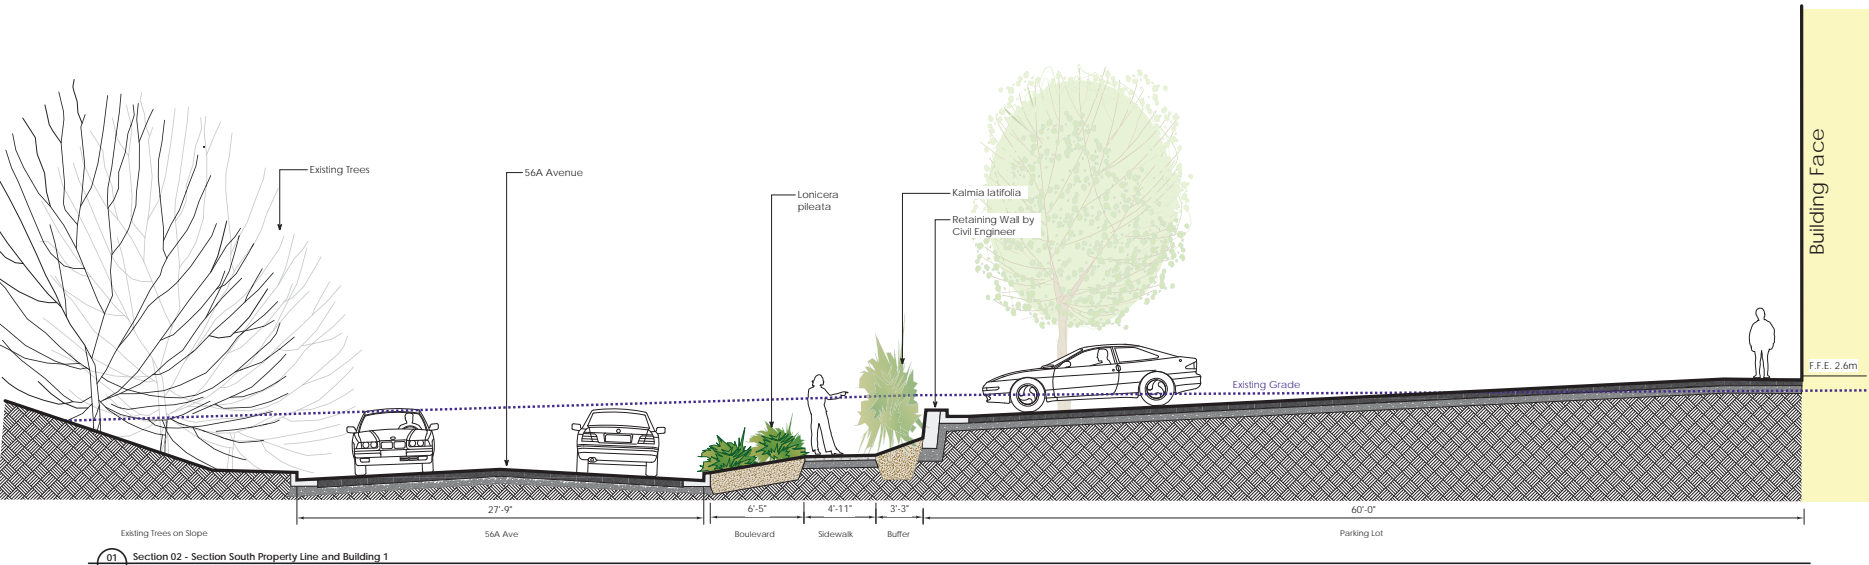 Existing Trees
56A Avenue
Lonicera
pileata
Kalmia latifolia
Retaining Wall by
Civil Engineer
Building Face
F.F.E. 2.6m
Existing Grade
27'-9"
6'-5"
4'-11"
3'-3"
60'-0"
Existing Trees on Slope
56A Ave
Boulevard
Sidewalk
Buffer
Parking Lot
01
Section 02 - Section South Property Line and Building 1